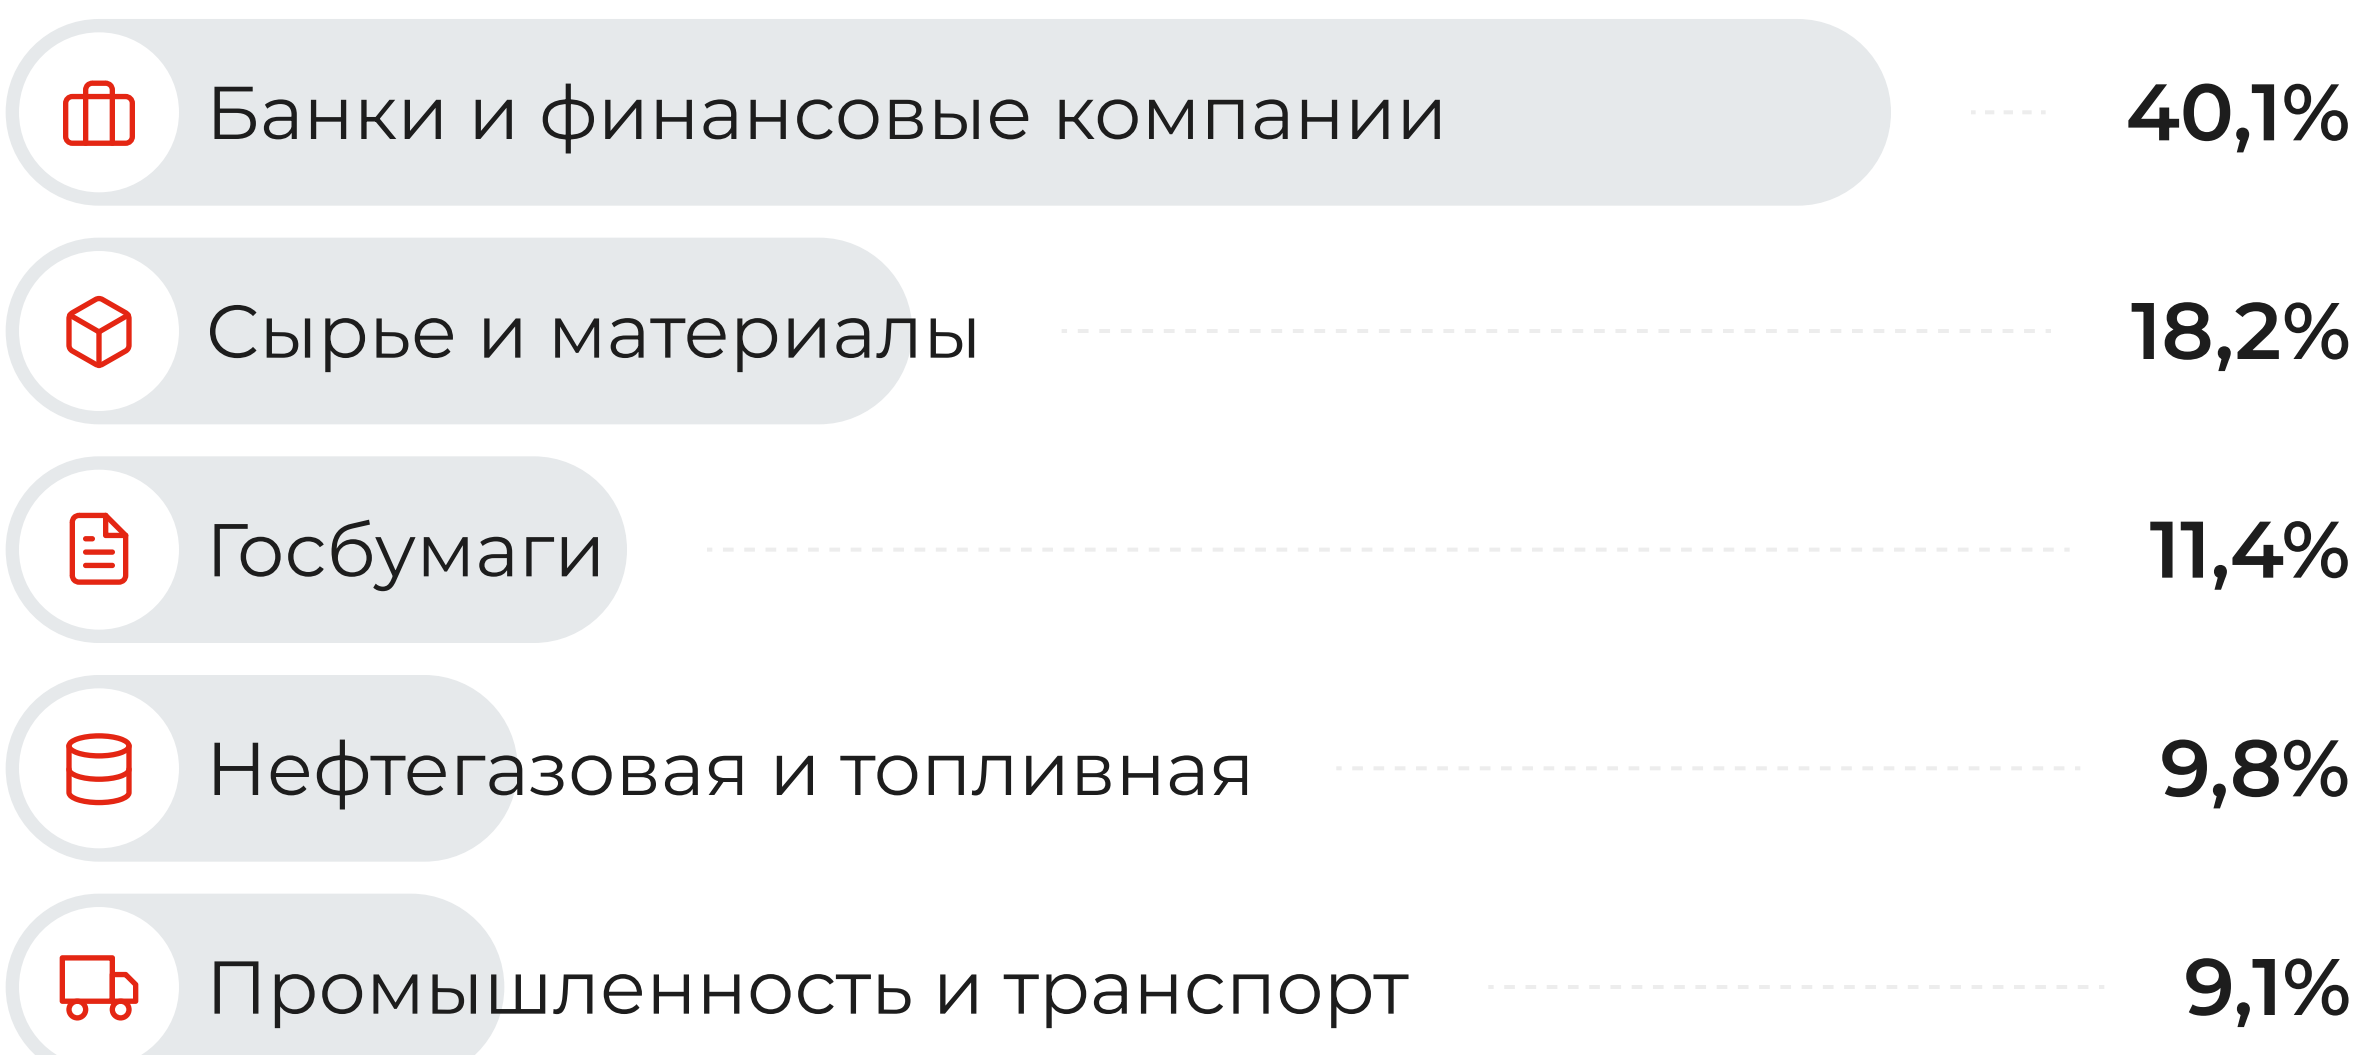 Банки и финансовые компании 40,1%
Сырье и материалы 18,2%
Госбумаги 11,4%
Нефтегазовая и топливная 9,8%
Промышленность и транспорт 9,1%